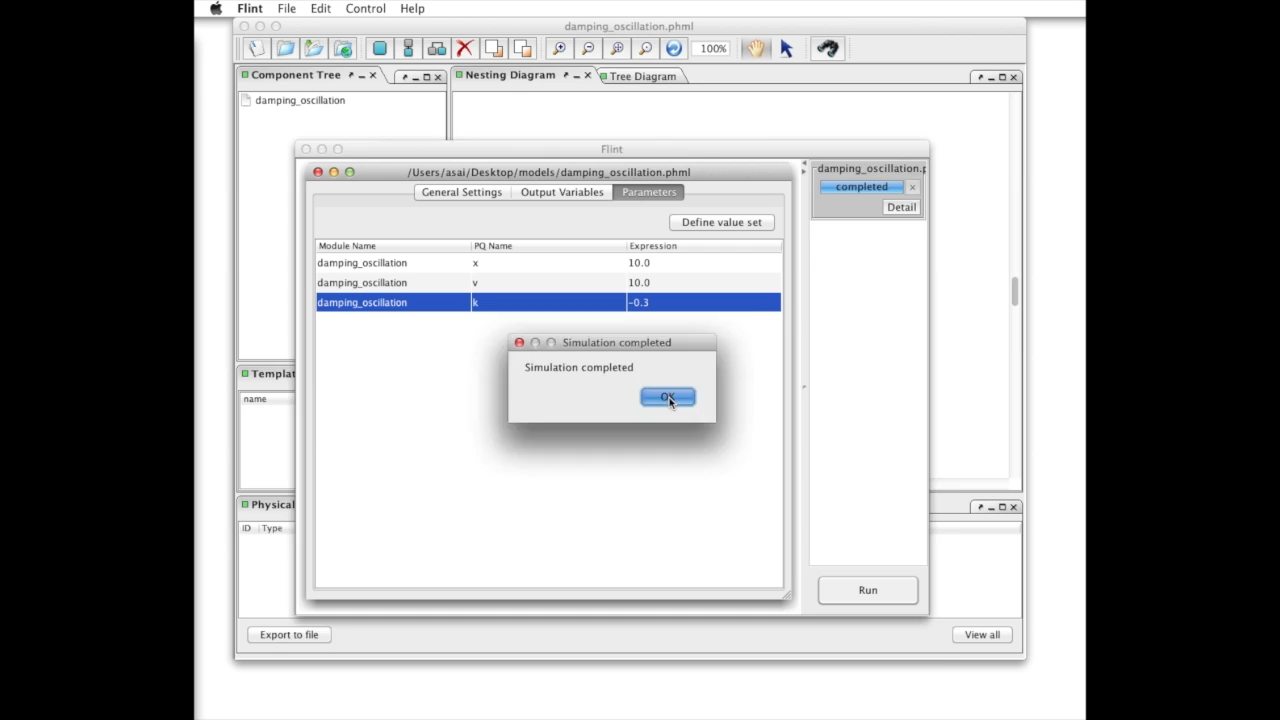 Flint File Edit Control Help
damping_oscillation.phml
100%
Component Tree
Nesting Diagram
Tree Diagram
damping_oscillation
Flint
/Users/asai/Desktop/models/damping_oscillation.phml
damping_oscillation.p
General Settings Output Variables Parameters
completed
Detail
Define value set
Module Name PQ Name Expression
damping_oscillation x 10.0
damping_oscillation v 10.0
damping_oscillation k -0.3
Simulation completed
Simulation completed
OK
Templat
name
Physical
ID Type
Run
Export to file
View all